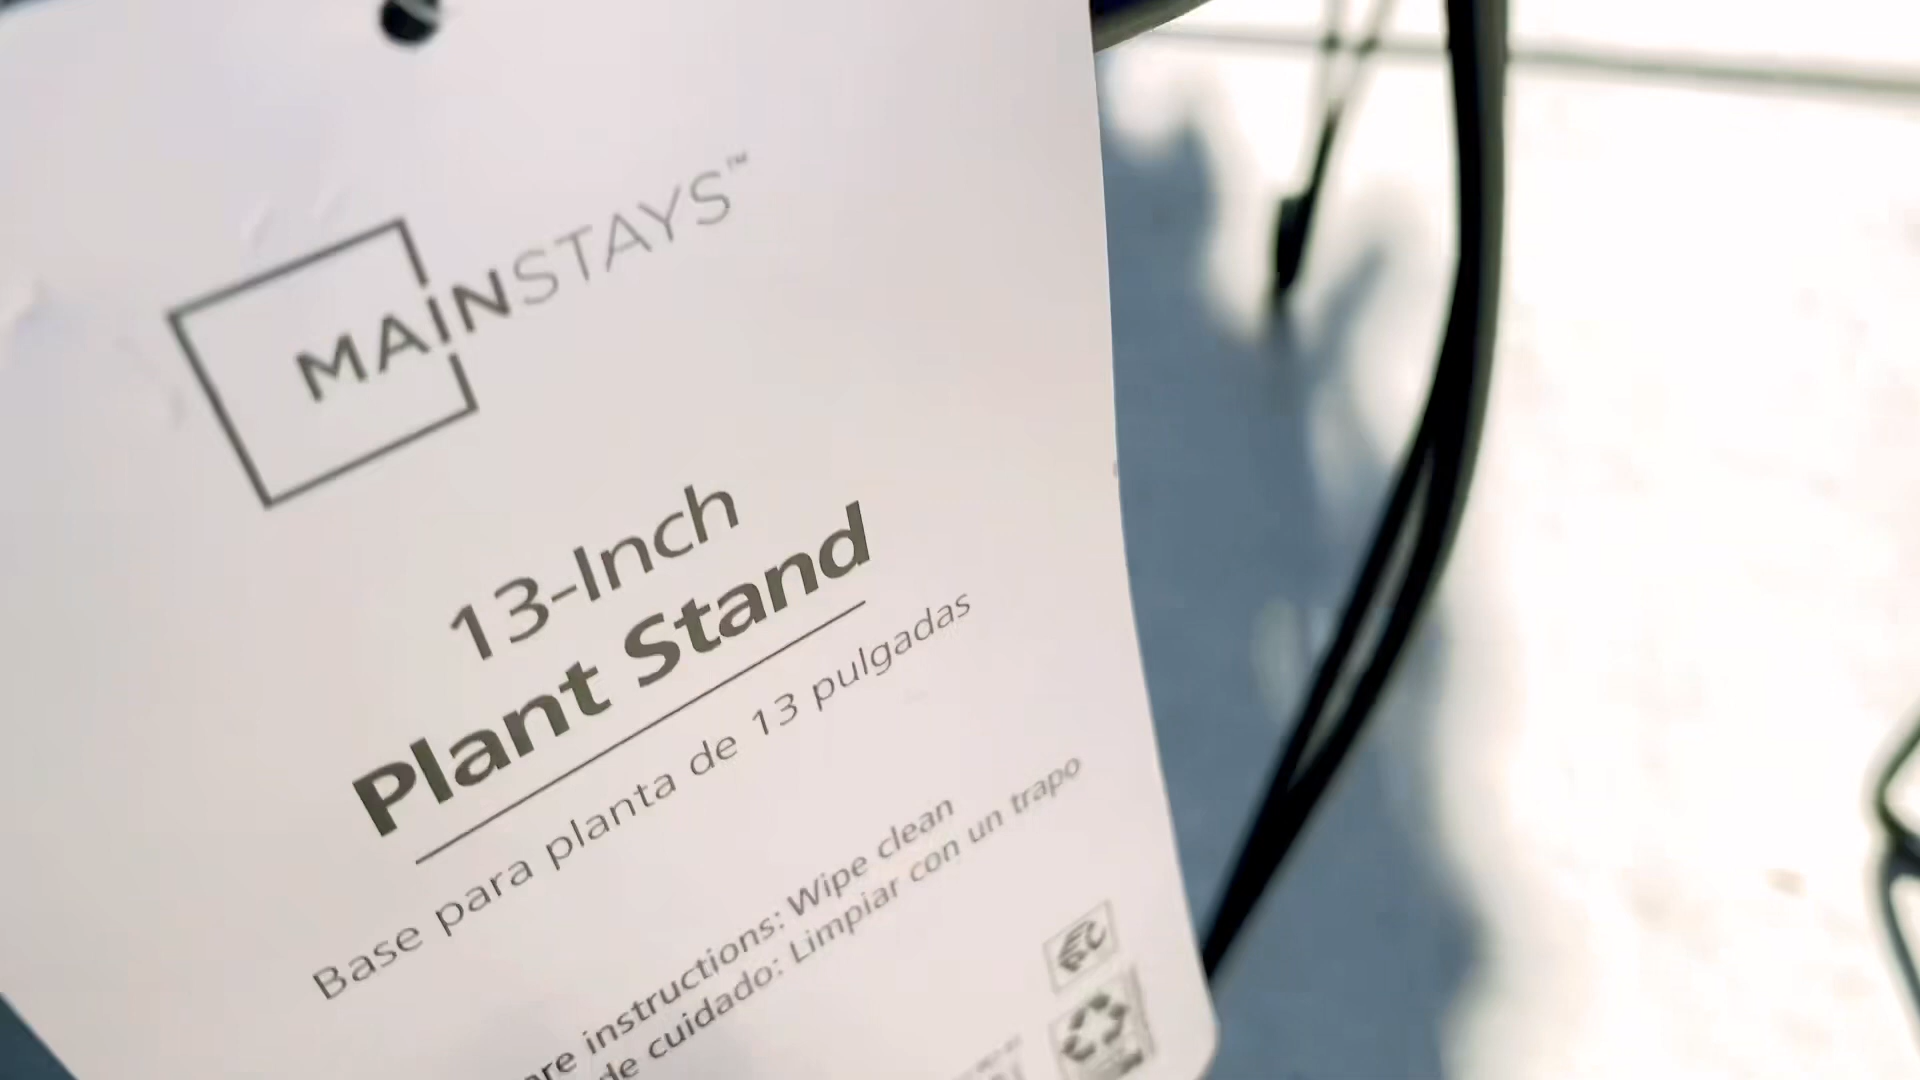 MAINSTAYS™
13-Inch
Plant Stand
Base para planta de 13 pulgadas
re instructions: Wipe clean
de cuidado: Limpiar con un trapo